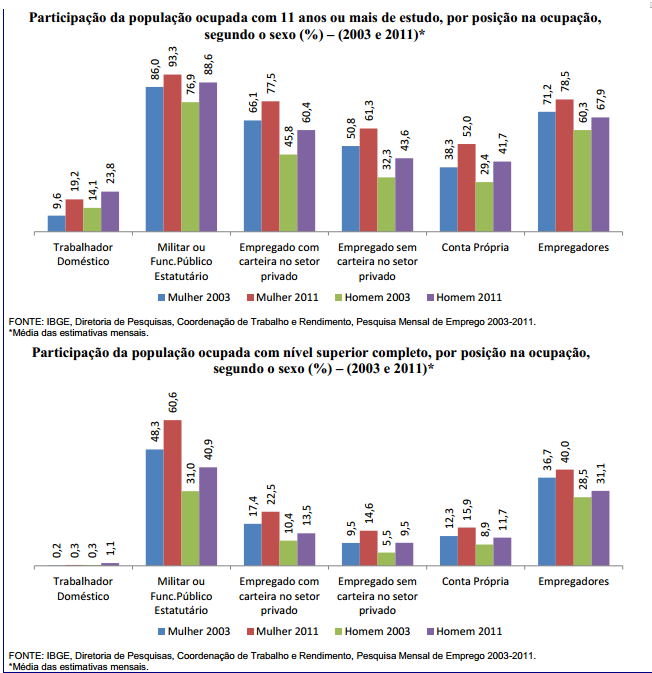 Participação da população ocupada com 11 anos ou mais de estudo, por posição na ocupação,
segundo o sexo (%) – (2003 e 2011)*
9,6 19,2 14,1 23,8 86,0 93,3 76,9 88,6 66,1 77,5 45,8 60,4 50,8 61,3 32,3 43,6 38,3 52,0 29,4 41,7 71,2 78,5 60,3 67,9
Trabalhador Doméstico
Militar ou Func.Público Estatutário
Empregado com carteira no setor privado
Empregado sem carteira no setor privado
Conta Própria
Empregadores
Mulher 2003 Mulher 2011 Homem 2003 Homem 2011
FONTE: IBGE, Diretoria de Pesquisas, Coordenação de Trabalho e Rendimento, Pesquisa Mensal de Emprego 2003-2011.
*Média das estimativas mensais.
Participação da população ocupada com nível superior completo, por posição na ocupação,
segundo o sexo (%) – (2003 e 2011)*
0,2 0,3 0,3 1,1 48,3 60,6 31,0 40,9 17,4 22,5 10,4 13,5 9,5 14,6 5,5 9,5 12,3 15,9 8,9 11,7 36,7 40,0 28,5 31,1
Trabalhador Doméstico
Militar ou Func.Público Estatutário
Empregado com carteira no setor privado
Empregado sem carteira no setor privado
Conta Própria
Empregadores
Mulher 2003 Mulher 2011 Homem 2003 Homem 2011
FONTE: IBGE, Diretoria de Pesquisas, Coordenação de Trabalho e Rendimento, Pesquisa Mensal de Emprego 2003-2011.
*Média das estimativas mensais.